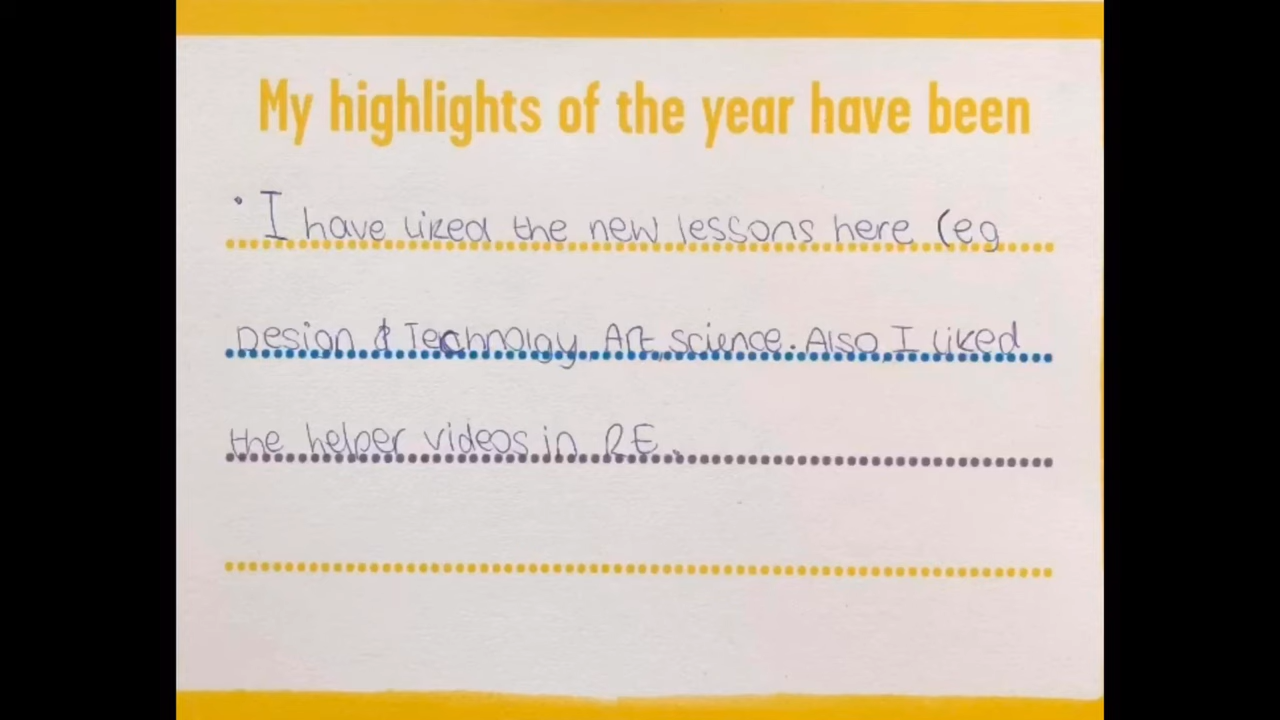 My highlights of the year have been
• I have liked the new lessons here (eg
Design & Technolgy, Art, science. Also, I liked
the helper videos in RE.